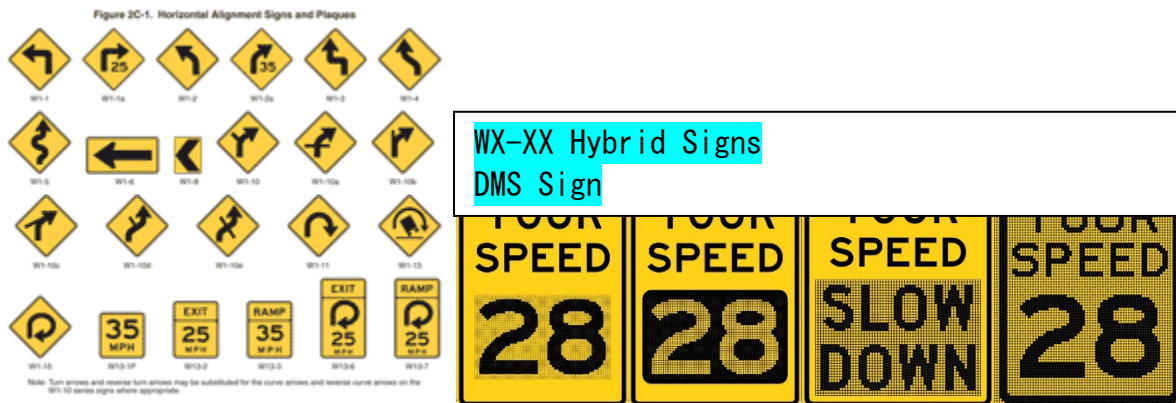 Figure 2C-1. Horizontal Alignment Signs and Plaques
25 35
W1-1 W1-1a W1-2 W1-2a W1-3 W1-4
W1-5 W1-6 W1-8 W1-10 W1-10a W1-10b
W1-10c W1-10d W1-10e W1-11 W1-13
EXIT RAMP
35 MPH
EXIT 25 MPH
RAMP 35 MPH
25 MPH
25 MPH
W1-15 W13-1P W13-2 W13-3 W13-6 W13-7
Note: Turn arrows and reverse turn arrows may be substituted for the curve arrows and reverse curve arrows on the
W1-10 series signs where appropriate.
WX-XX Hybrid Signs
DMS Sign
YOUR
SPEED
28
YOUR
SPEED
28
YOUR
SPEED
SLOW
DOWN
YOUR
SPEED
28